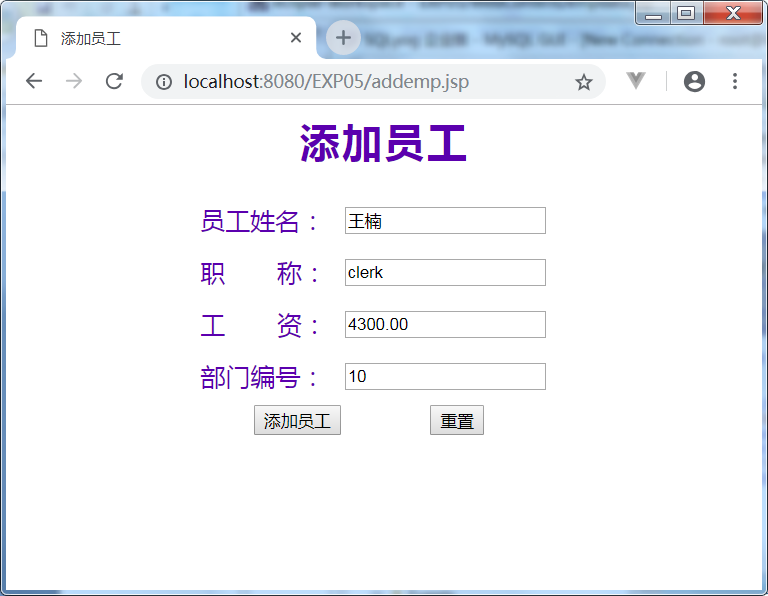 添加员工
localhost:8080/EXP05/addemp.jsp
添加员工
员工姓名： 王楠
职　　称： clerk
工　　资： 4300.00
部门编号： 10
添加员工 重置